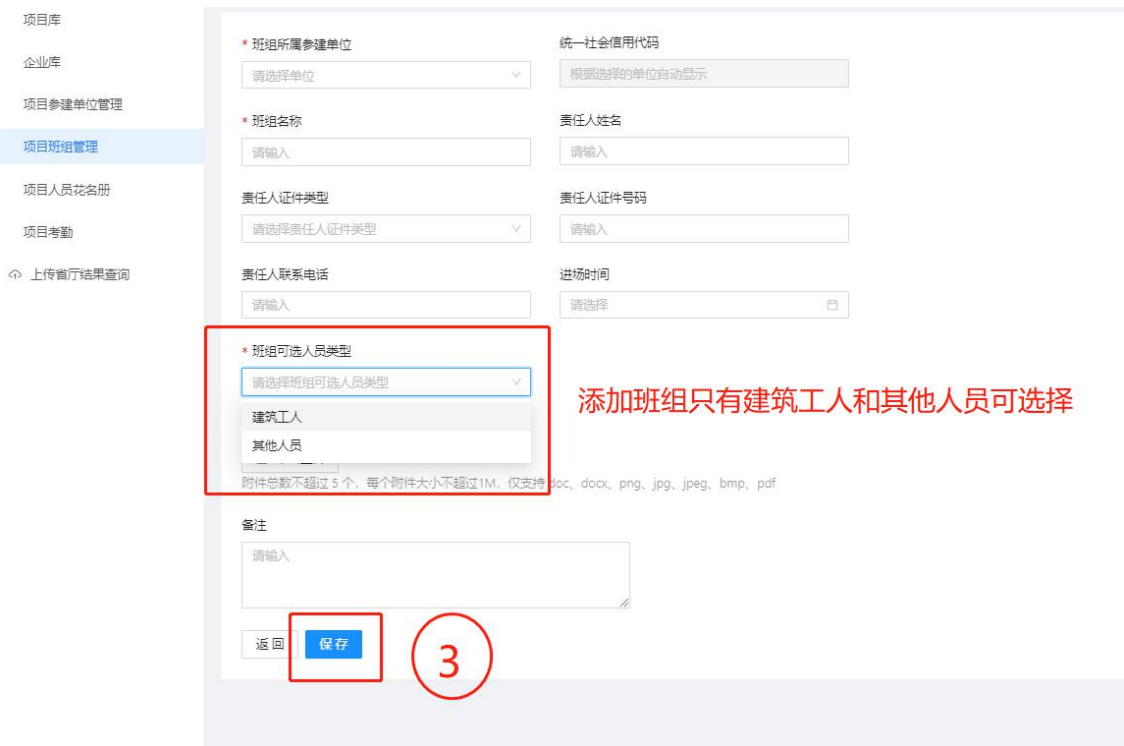 项目库
企业库
项目参建单位管理
项目班组管理
项目人员花名册
项目考勤
上传省厅结果查询
* 班组所属参建单位
统一社会信用代码
请选择单位
根据选择的单位自动显示
* 班组名称
责任人姓名
请输入
请输入
责任人证件类型
责任人证件号码
请选择责任人证件类型
请输入
责任人联系电话
进场时间
请输入
请选择
* 班组可选人员类型
请选择班组可选人员类型
建筑工人
其他人员
添加班组只有建筑工人和其他人员可选择
附件总数不超过 5 个，每个附件大小不超过1M，仅支持 doc、docx、png、jpg、jpeg、bmp、pdf
备注
请输入
返回
保存
3